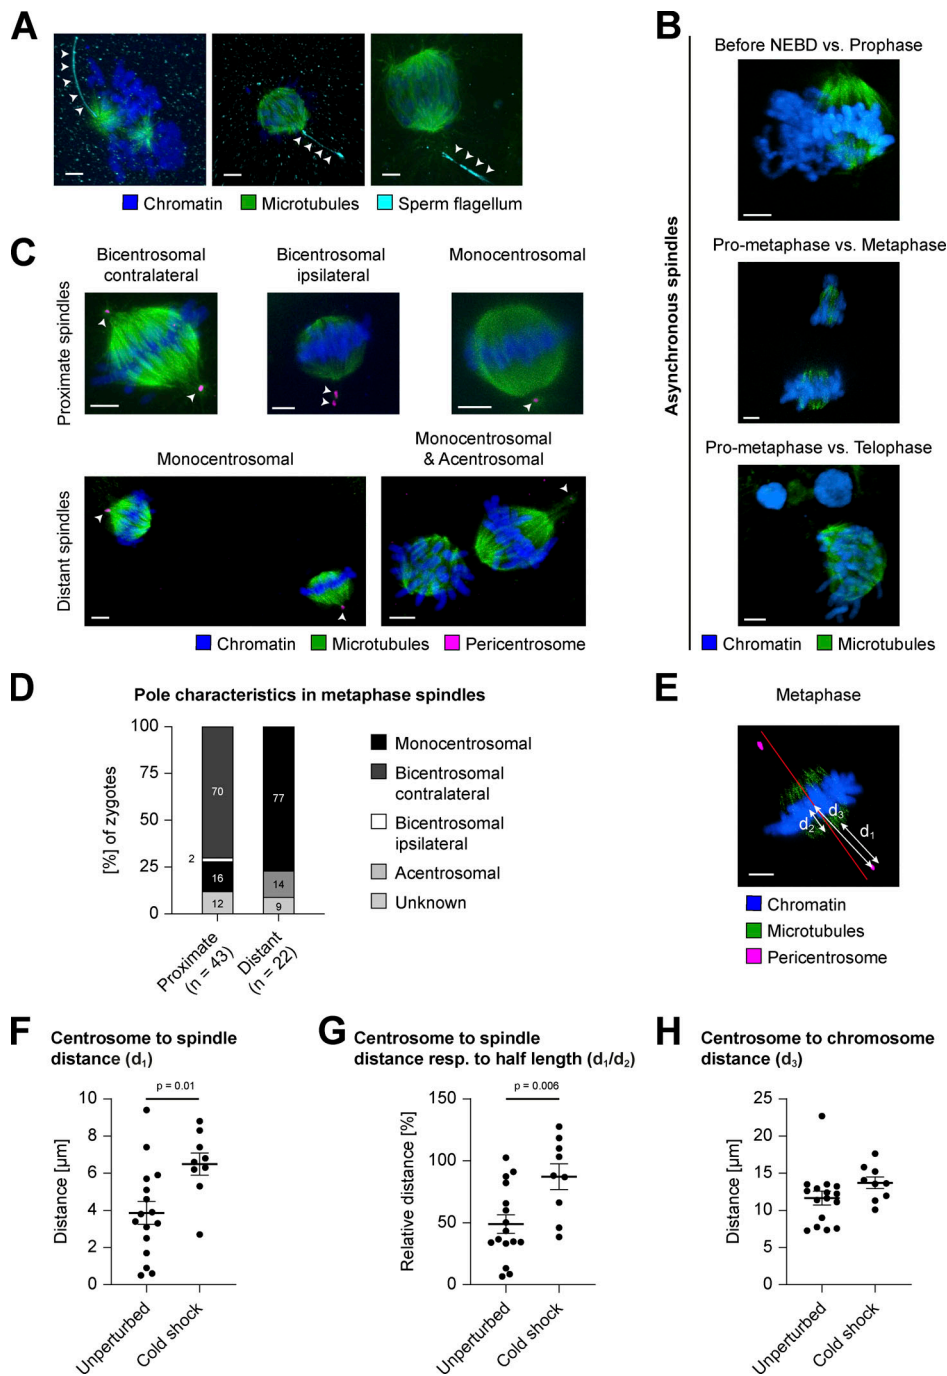 A
Chromatin Microtubules Sperm flagellum
B
Asynchronous spindles
Before NEBD vs. Prophase
Pro-metaphase vs. Metaphase
Pro-metaphase vs. Telophase
Chromatin Microtubules
C
Proximate spindles
Bicentrosomal
contralateral
Bicentrosomal
ipsilateral
Monocentrosomal
Distant spindles
Monocentrosomal
Monocentrosomal
& Acentrosomal
Chromatin Microtubules Pericentrosome
D
Pole characteristics in metaphase spindles
[%] of zygotes
100
75
50
25
0
70
2
16
12
77
14
9
Proximate
(n = 43)
Distant
(n = 22)
Monocentrosomal
Bicentrosomal
contralateral
Bicentrosomal
ipsilateral
Acentrosomal
Unknown
E
Metaphase
d3
d2
d1
Chromatin
Microtubules
Pericentrosome
F
Centrosome to spindle
distance (d1)
p = 0.01
Distance [µm]
10
8
6
4
2
0
Unperturbed
Cold shock
G
Centrosome to spindle
distance resp. to half length (d1/d2)
p = 0.006
Relative distance [%]
150
100
50
0
Unperturbed
Cold shock
H
Centrosome to chromosome
distance (d3)
Distance [µm]
25
20
15
10
5
0
Unperturbed
Cold shock